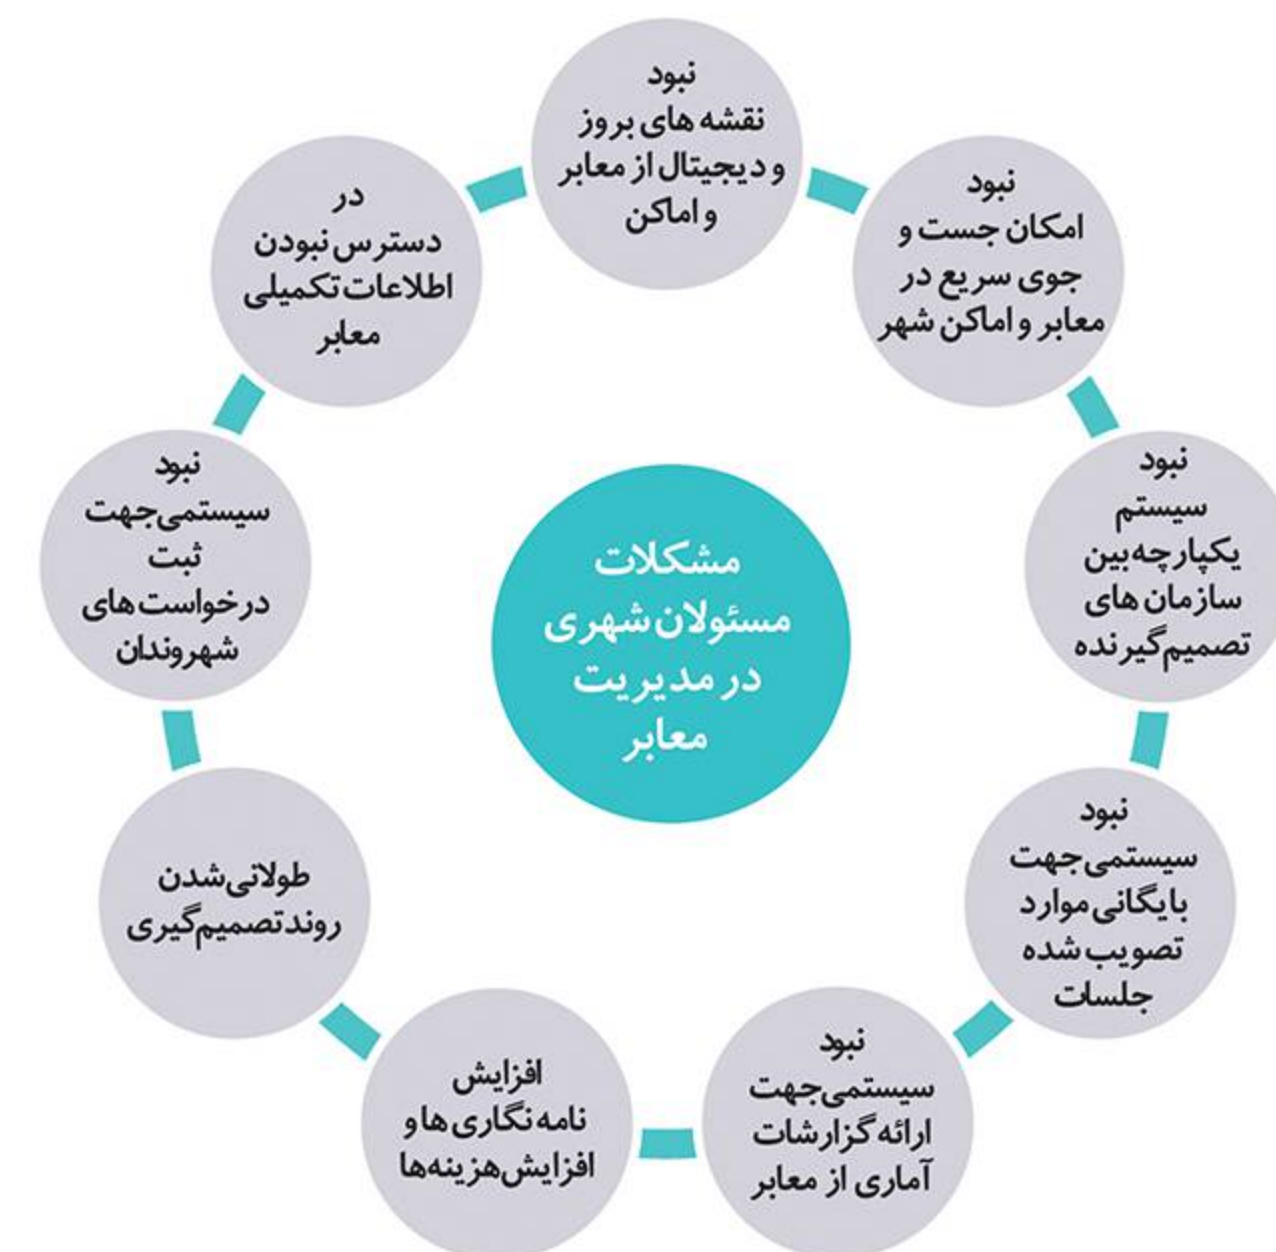 نبود
نقشه های بروز
و دیجیتال از معابر
و اماکن
نبود
امکان جست و
جوی سریع در
معابر و اماکن شهر
نبود
سیستم
یکپارچه بین
سازمان های
تصمیم گیرنده
نبود
سیستمی جهت
بایگانی موارد
تصویب شده
جلسات
نبود
سیستمی جهت
ارائه گزارشات
آماری از معابر
افزایش
نامه نگاری ها و
افزایش هزینه‌ها
طولانی شدن
روند تصمیم گیری
نبود
سیستمی جهت
ثبت
درخواست های
شهروندان
در
دسترس نبودن
اطلاعات تکمیلی
معابر
مشکلات
مسئولان شهری
در مدیریت
معابر